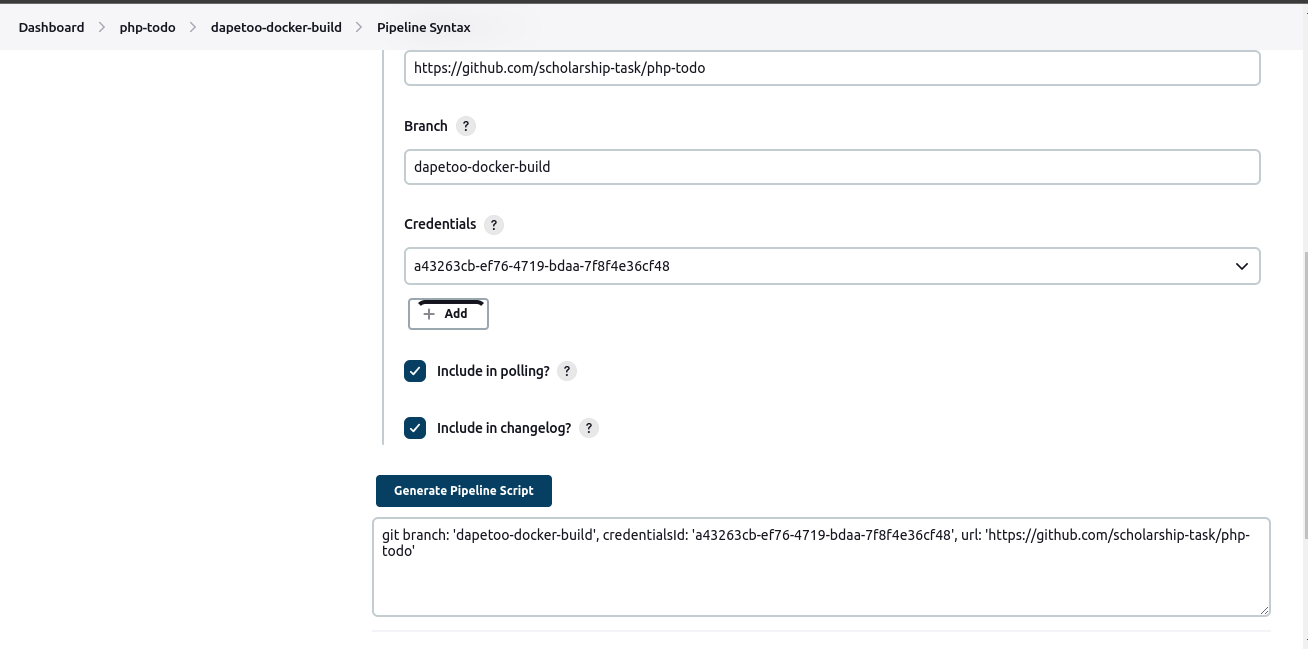 Dashboard > php-todo > dapetoo-docker-build > Pipeline Syntax
https://github.com/scholarship-task/php-todo
Branch ?
dapetoo-docker-build
Credentials ?
a43263cb-ef76-4719-bdaa-7f8f4e36cf48
+ Add
Include in polling? ?
Include in changelog? ?
Generate Pipeline Script
git branch: 'dapetoo-docker-build', credentialsId: 'a43263cb-ef76-4719-bdaa-7f8f4e36cf48', url: 'https://github.com/scholarship-task/php-
todo'